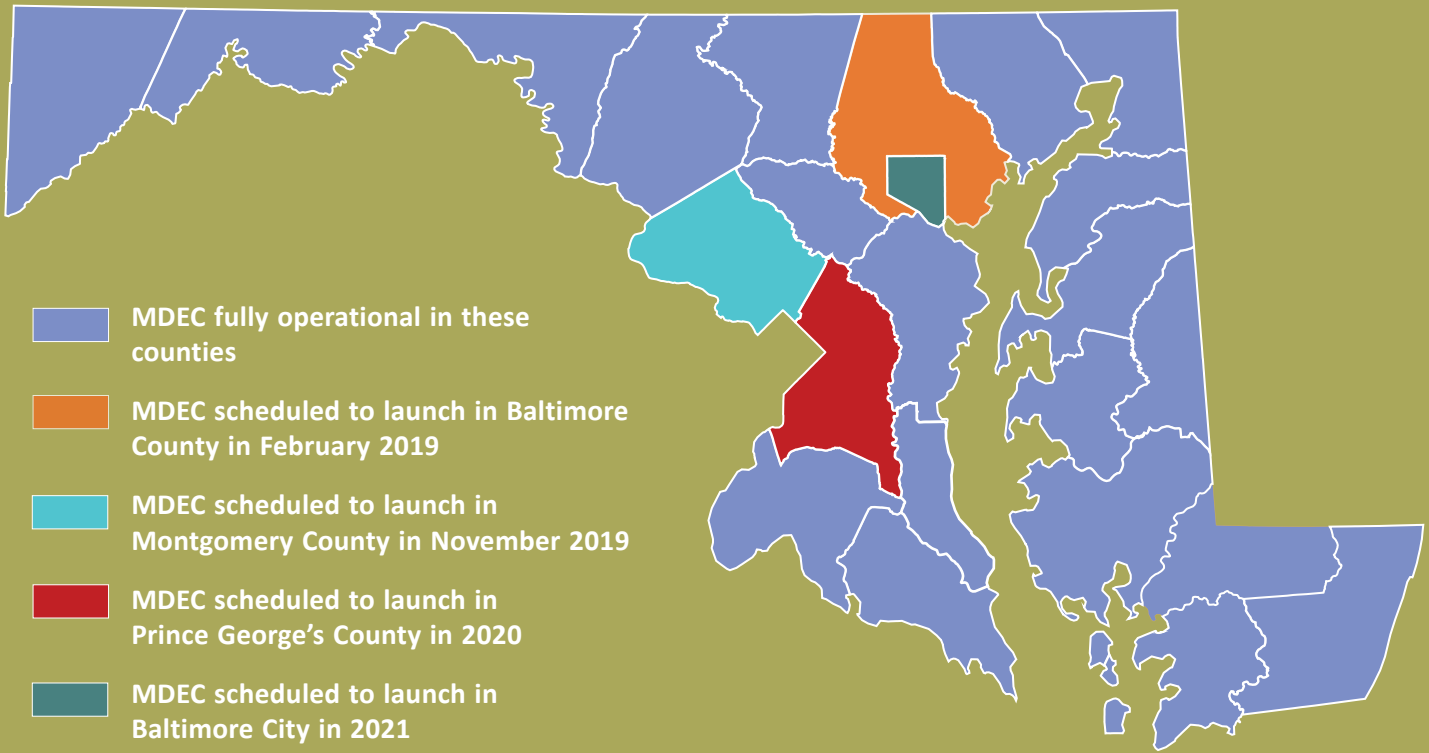 MDEC fully operational in these
counties
MDEC scheduled to launch in Baltimore
County in February 2019
MDEC scheduled to launch in
Montgomery County in November 2019
MDEC scheduled to launch in
Prince George’s County in 2020
MDEC scheduled to launch in
Baltimore City in 2021